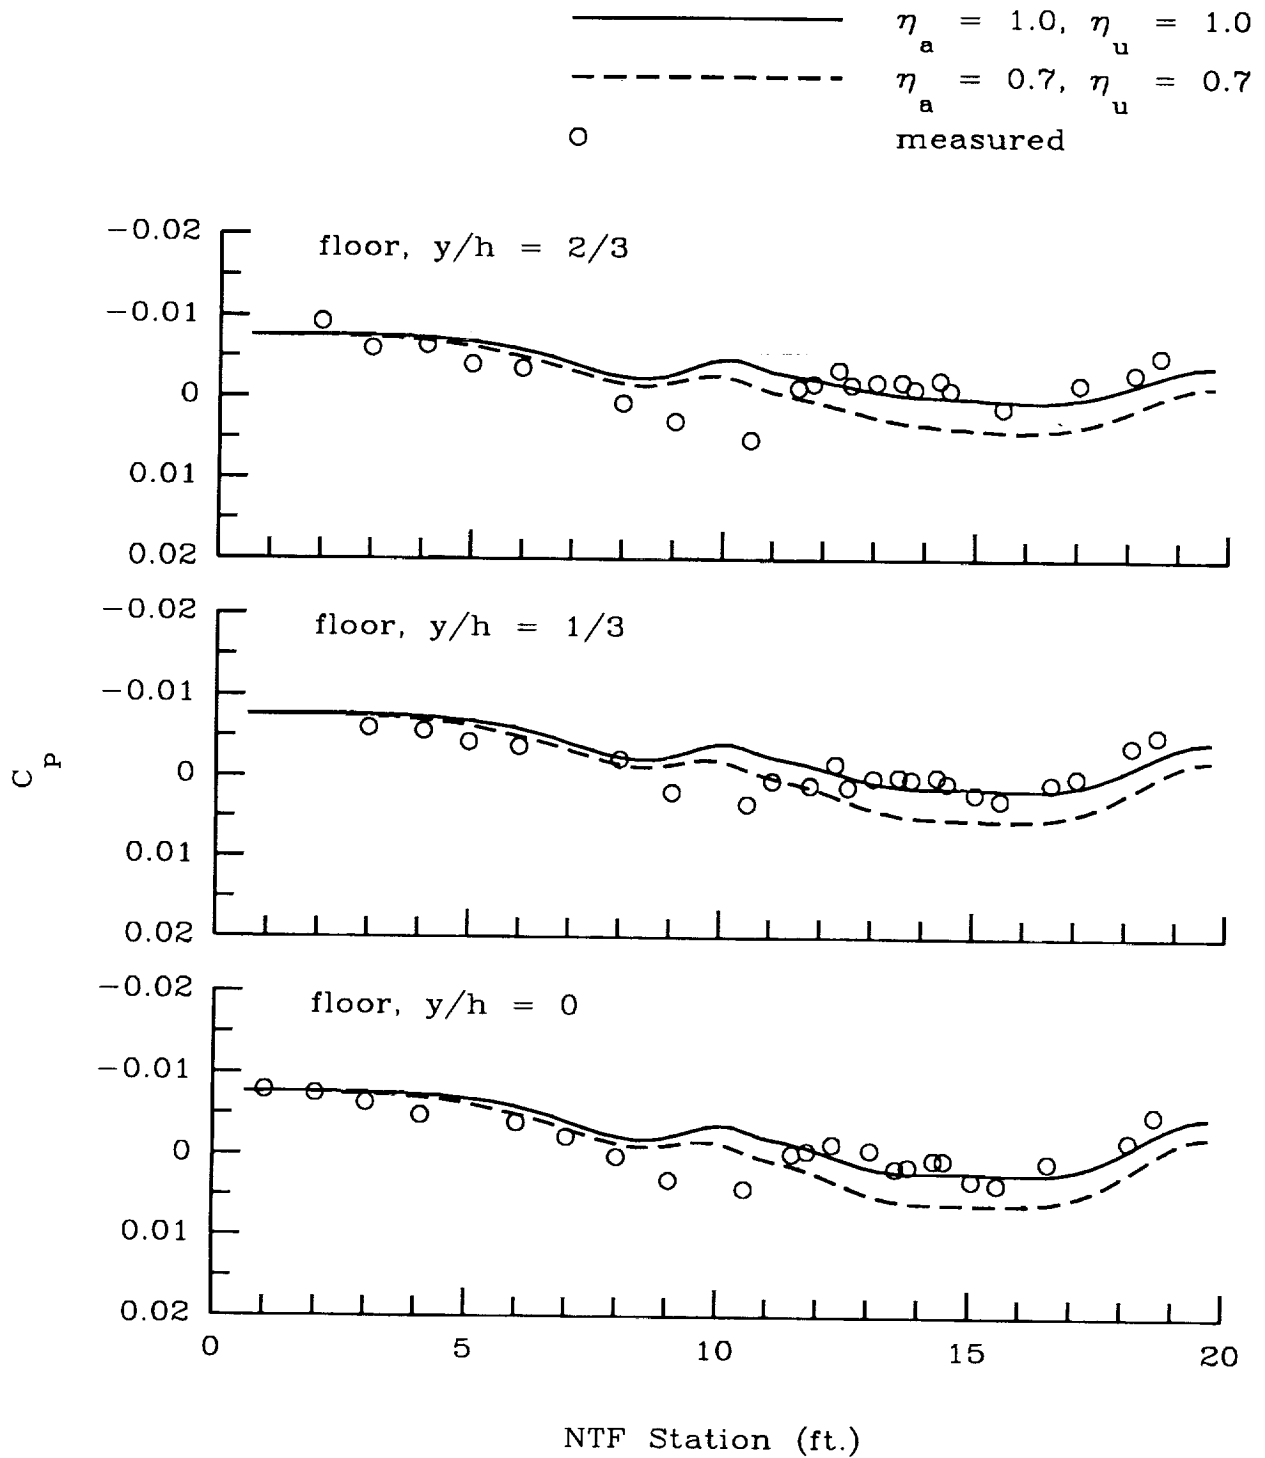 η_a = 1.0, η_u = 1.0
η_a = 0.7, η_u = 0.7
measured
floor, y/h = 2/3
−0.02
−0.01
0
0.01
0.02
floor, y/h = 1/3
−0.02
−0.01
0
0.01
0.02
C_P
floor, y/h = 0
−0.02
−0.01
0
0.01
0.02
0 5 10 15 20
NTF Station (ft.)